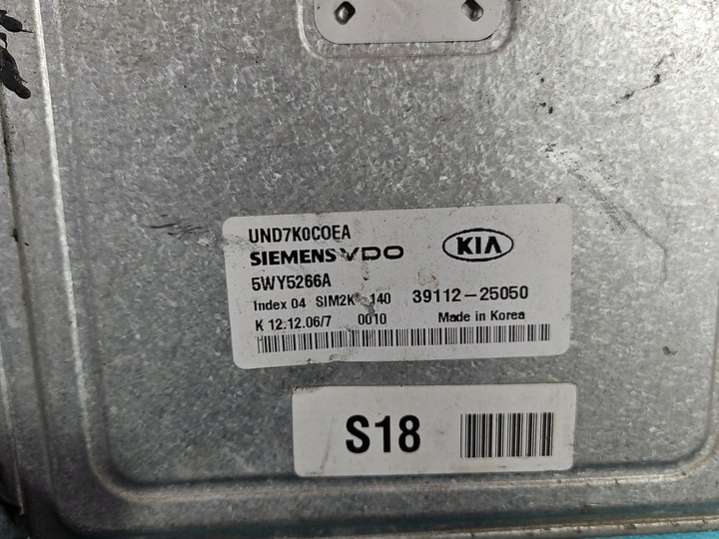 UND7K0C0EA
SIEMENS VDO KIA
5WY5266A
Index 04 SIM2K-140 39112-25050
K 12.12.06/7 0010 Made in Korea
S18